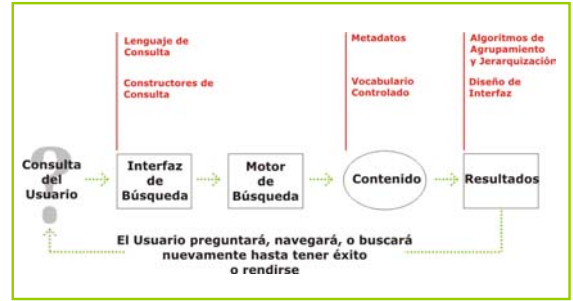 Lenguaje de
Consulta
Constructores de
Consulta
Metadatos
Vocabulario
Controlado
Algoritmos de
Agrupamiento
y Jerarquización
Diseño de
Interfaz
?
Consulta
del
Usuario
Interfaz
de
Búsqueda
Motor
de
Búsqueda
Contenido
Resultados
El Usuario preguntará, navegará, o buscará
nuevamente hasta tener éxito
o rendirse